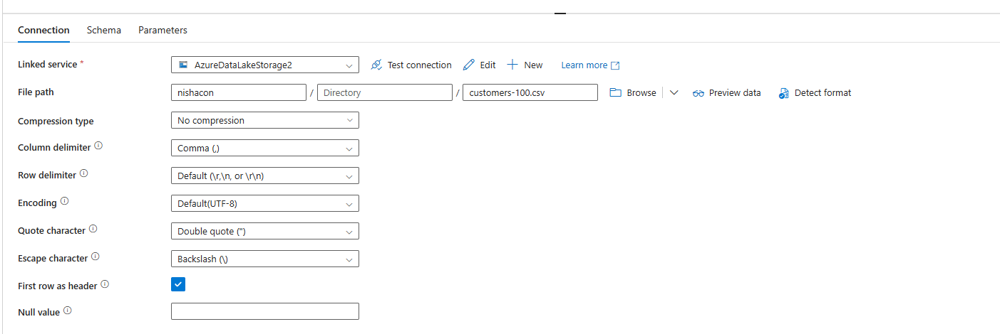 Connection Schema Parameters
Linked service * AzureDataLakeStorage2 Test connection Edit New Learn more
File path nishacon / Directory / customers-100.csv Browse Preview data Detect format
Compression type No compression
Column delimiter Comma (,)
Row delimiter Default (\r,\n, or \r\n)
Encoding Default(UTF-8)
Quote character Double quote (")
Escape character Backslash (\)
First row as header
Null value